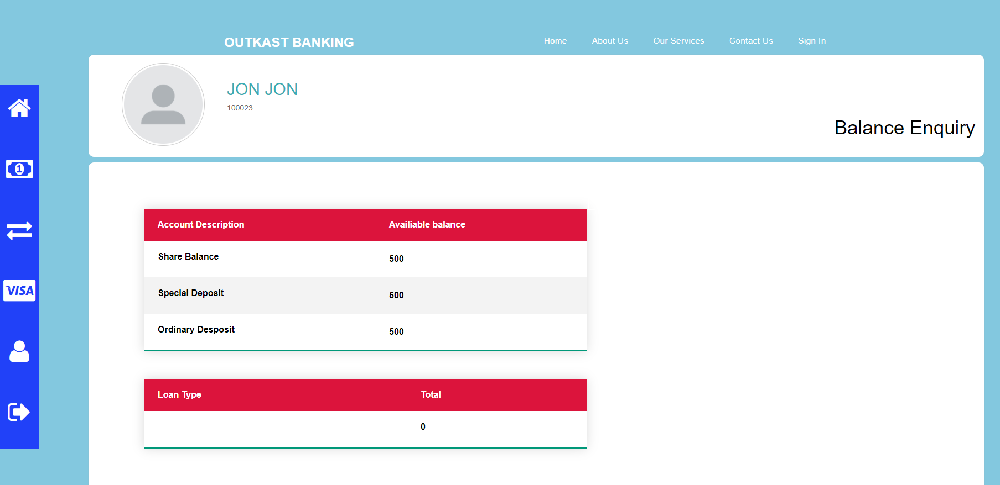 OUTKAST BANKING
Home About Us Our Services Contact Us Sign In
JON JON
100023
Balance Enquiry
1
VISA
Account Description Availiable balance
Share Balance 500
Special Deposit 500
Ordinary Desposit 500
Loan Type Total
0